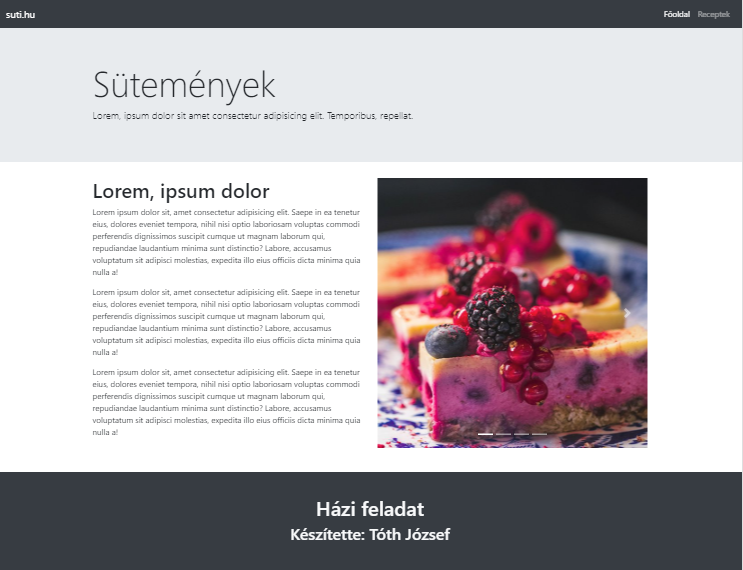 suti.hu
Főoldal Receptek
Sütemények
Lorem, ipsum dolor sit amet consectetur adipisicing elit. Temporibus, repellat.
Lorem, ipsum dolor
Lorem ipsum dolor sit, amet consectetur adipisicing elit. Saepe in ea tenetur
eius, dolores eveniet tempora, nihil nisi optio laboriosam voluptas commodi
perferendis dignissimos suscipit cumque ut magnam laborum qui,
repudiandae laudantium minima sunt distinctio? Labore, accusamus
voluptatum sit adipisci molestias, expedita illo eius officiis dicta minima quia
nulla a!
Lorem ipsum dolor sit, amet consectetur adipisicing elit. Saepe in ea tenetur
eius, dolores eveniet tempora, nihil nisi optio laboriosam voluptas commodi
perferendis dignissimos suscipit cumque ut magnam laborum qui,
repudiandae laudantium minima sunt distinctio? Labore, accusamus
voluptatum sit adipisci molestias, expedita illo eius officiis dicta minima quia
nulla a!
Lorem ipsum dolor sit, amet consectetur adipisicing elit. Saepe in ea tenetur
eius, dolores eveniet tempora, nihil nisi optio laboriosam voluptas commodi
perferendis dignissimos suscipit cumque ut magnam laborum qui,
repudiandae laudantium minima sunt distinctio? Labore, accusamus
voluptatum sit adipisci molestias, expedita illo eius officiis dicta minima quia
nulla a!
Házi feladat
Készítette: Tóth József